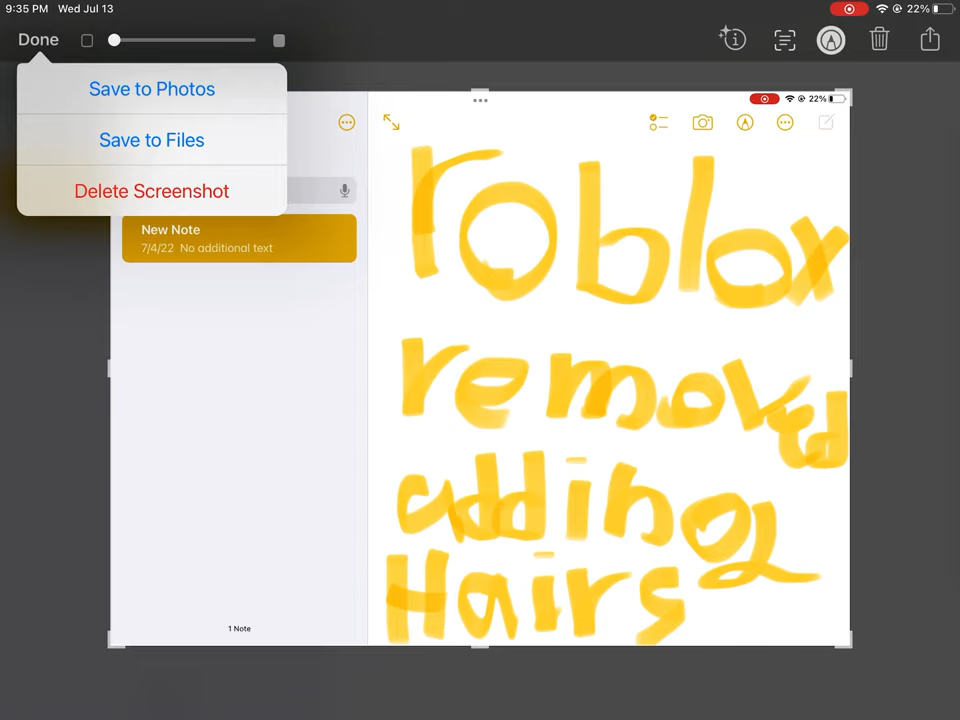 9:35 PM Wed Jul 13 22%
Done
Save to Photos
Save to Files
Delete Screenshot
22%
New Note
7/4/22 No additional text
1 Note
roblox
removed
adding
Hairs